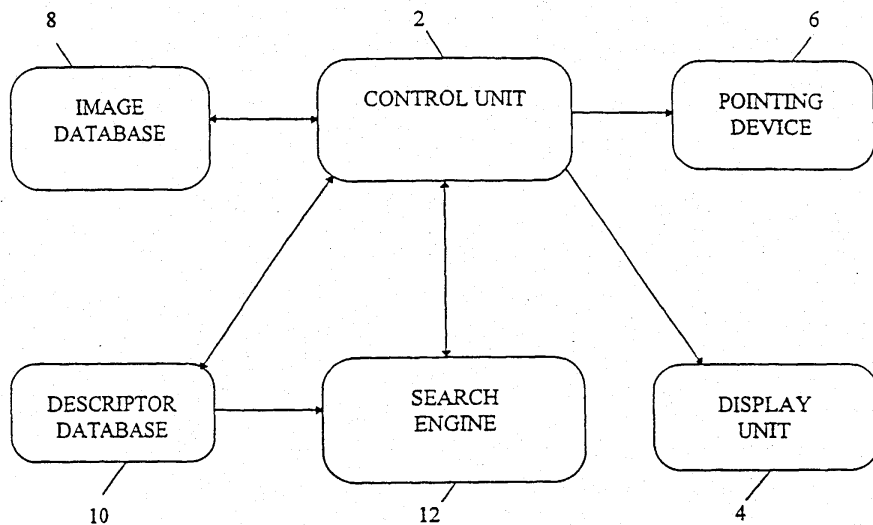 8
2
6
IMAGE
DATABASE
CONTROL UNIT
POINTING
DEVICE
DESCRIPTOR
DATABASE
SEARCH
ENGINE
DISPLAY
UNIT
10
12
4